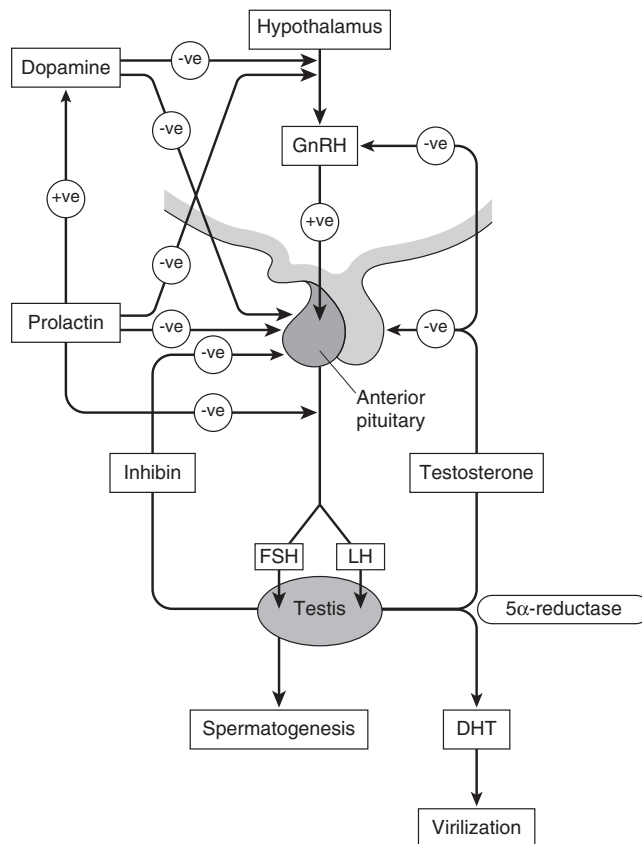 Hypothalamus
Dopamine
-ve
-ve
GnRH
-ve
+ve
+ve
-ve
Prolactin
-ve
-ve
-ve
Anterior
pituitary
-ve
Inhibin
Testosterone
FSH
LH
Testis
5α-reductase
Spermatogenesis
DHT
Virilization